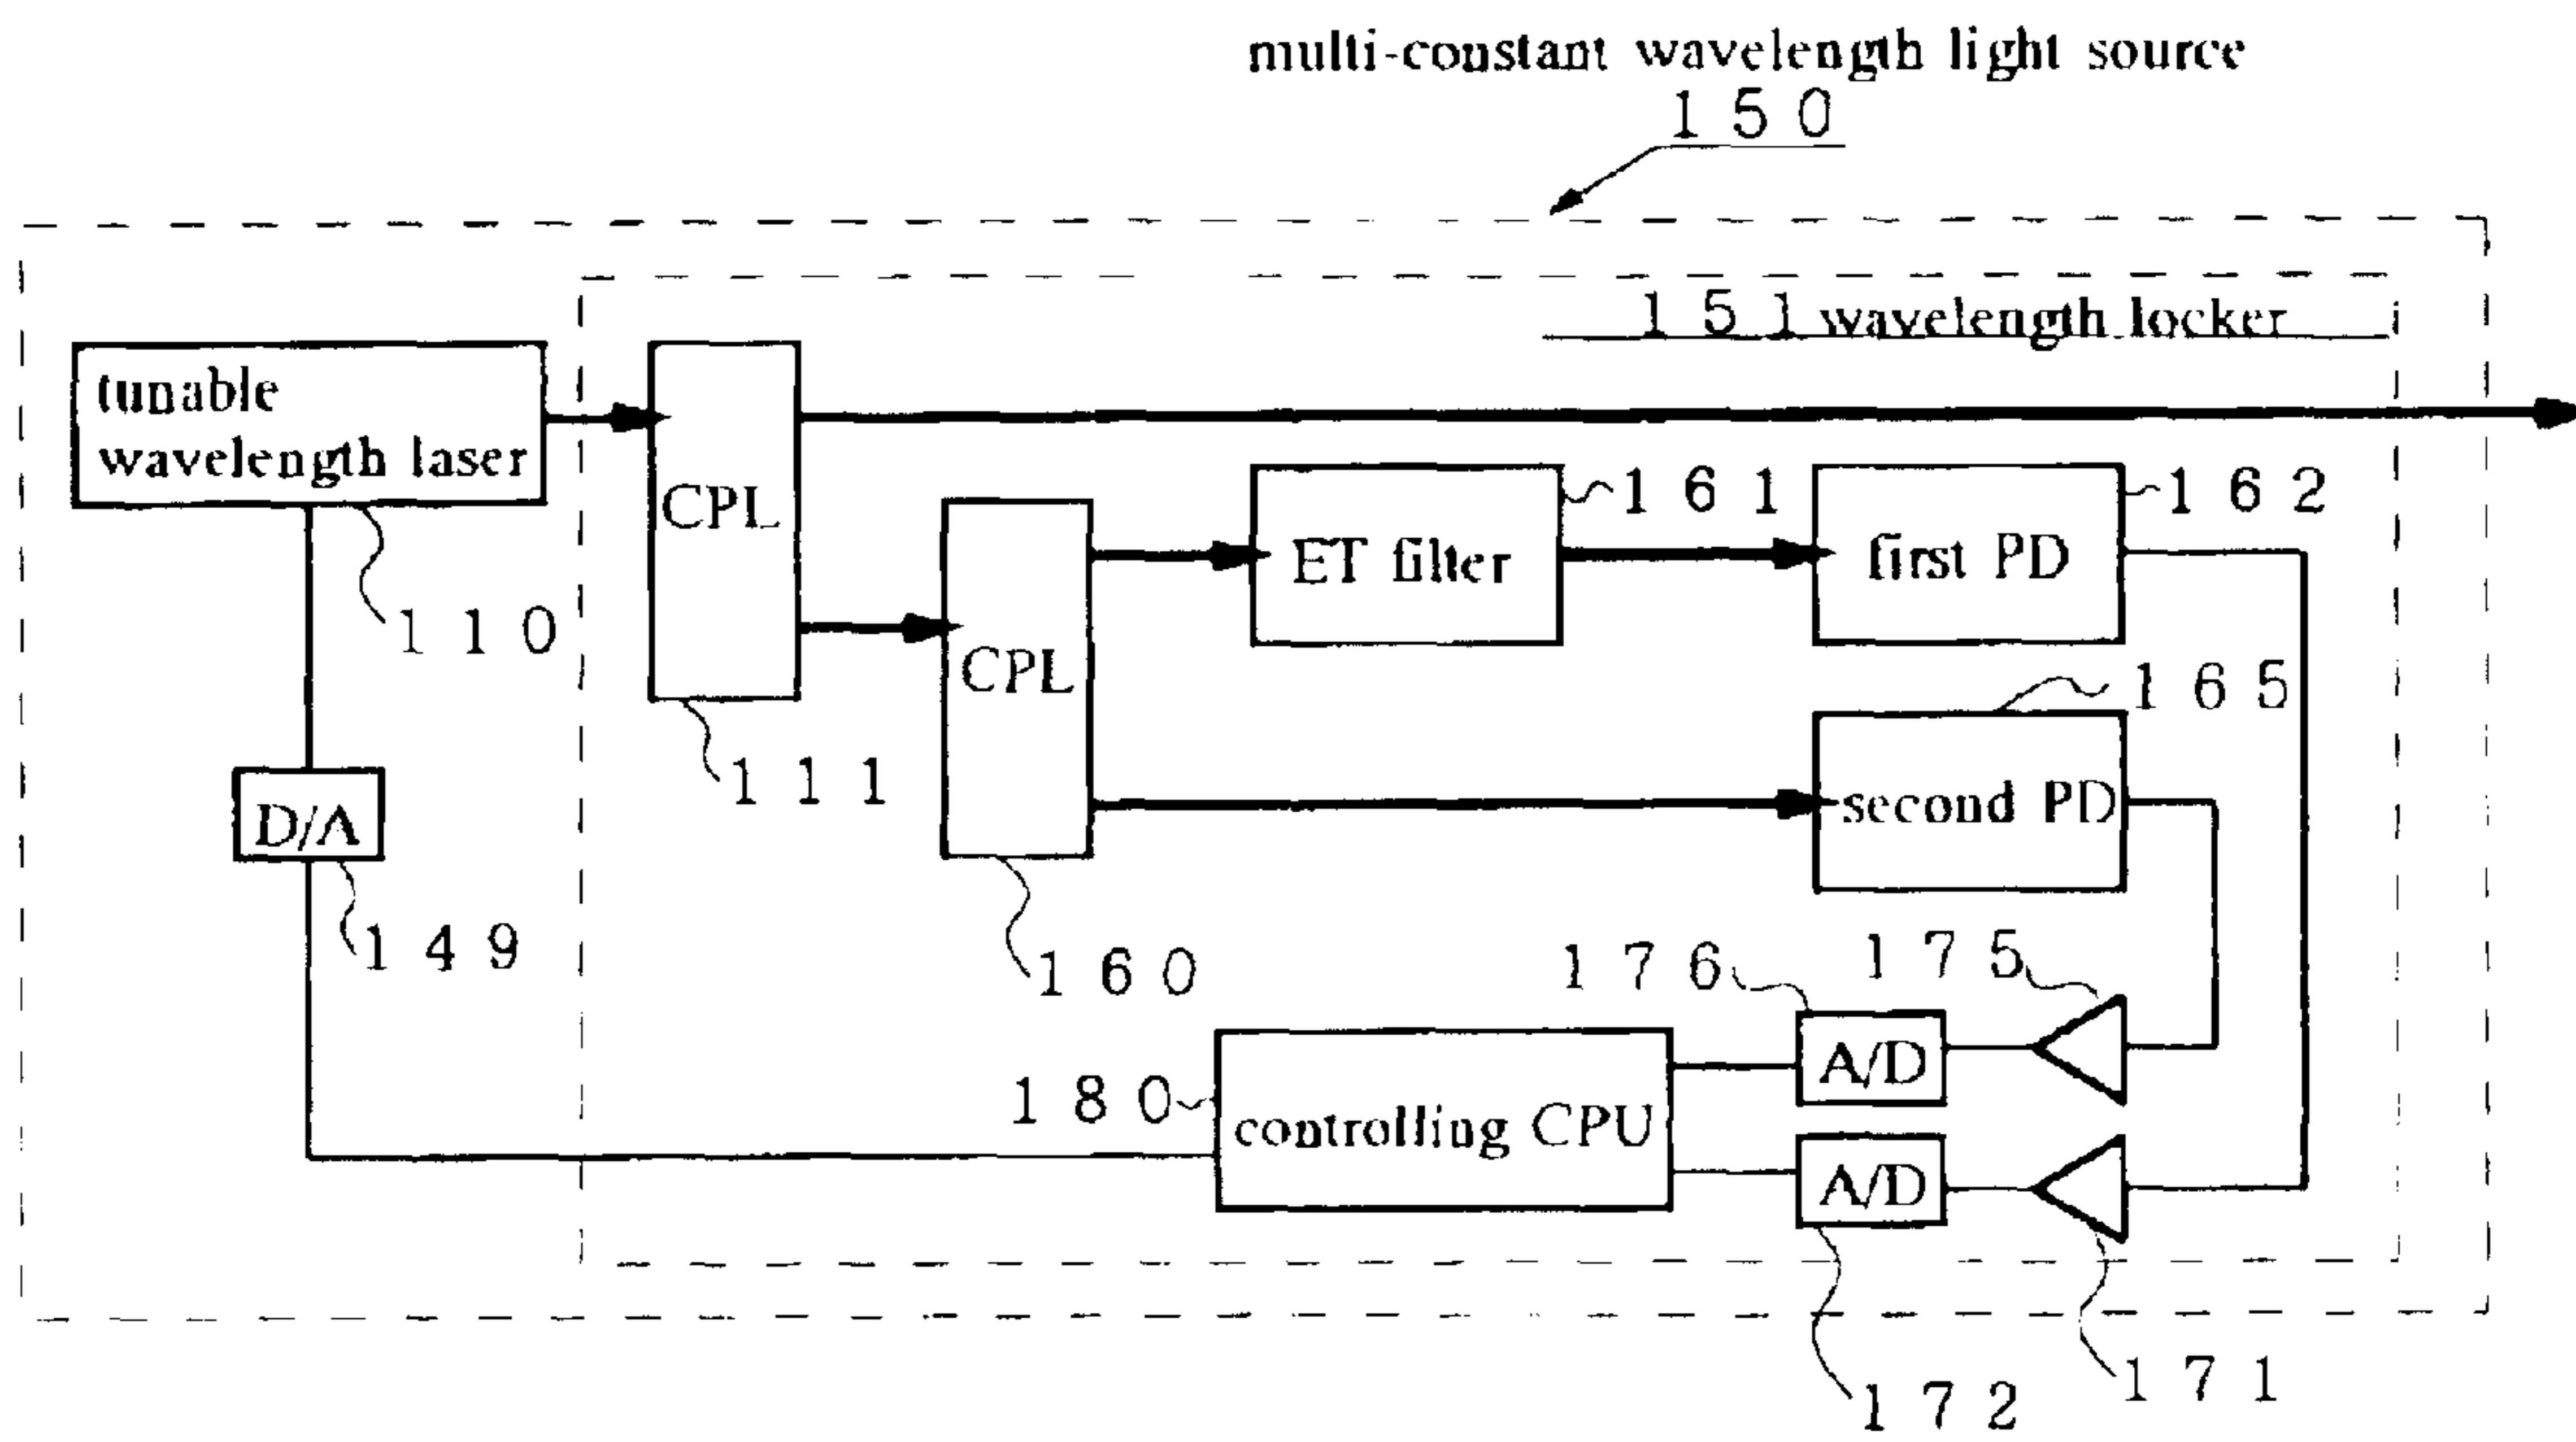 multi-constant wavelength light source
150
151 wavelength locker
tunable
wavelength laser
CPL
161
162
ET filter
first PD
110
CPL
165
111
second PD
D/A
149
160
176
175
180
controlling CPU
A/D
A/D
171
172